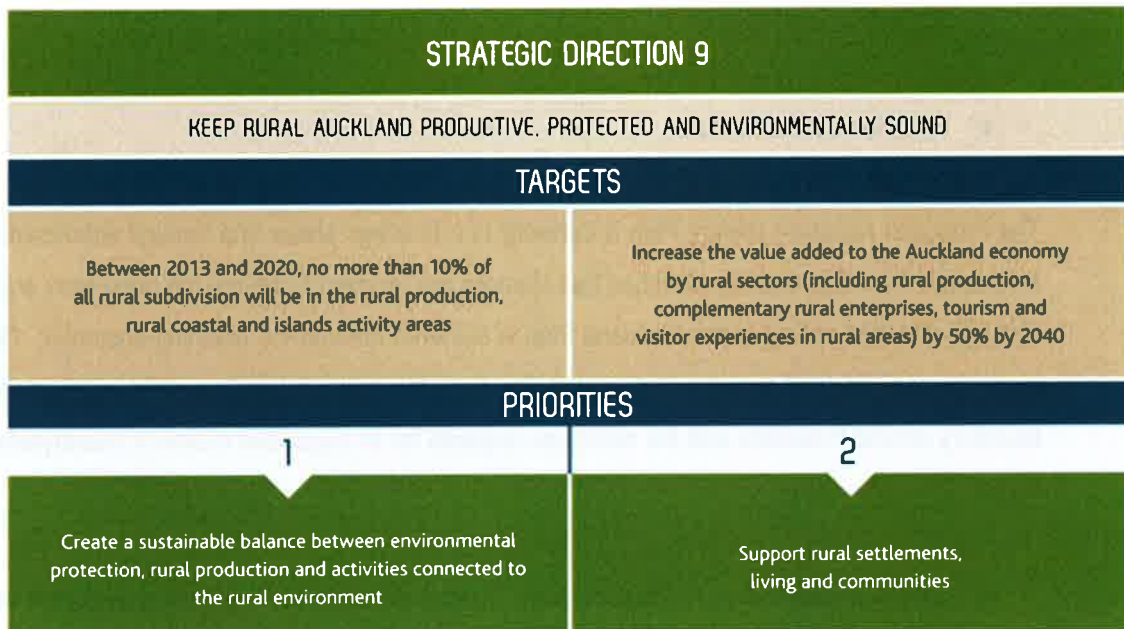 STRATEGIC DIRECTION 9
KEEP RURAL AUCKLAND PRODUCTIVE, PROTECTED AND ENVIRONMENTALLY SOUND
TARGETS
Between 2013 and 2020, no more than 10% of
all rural subdivision will be in the rural production,
rural coastal and islands activity areas
Increase the value added to the Auckland economy
by rural sectors (including rural production,
complementary rural enterprises, tourism and
visitor experiences in rural areas) by 50% by 2040
PRIORITIES
1
2
Create a sustainable balance between environmental
protection, rural production and activities connected to
the rural environment
Support rural settlements,
living and communities